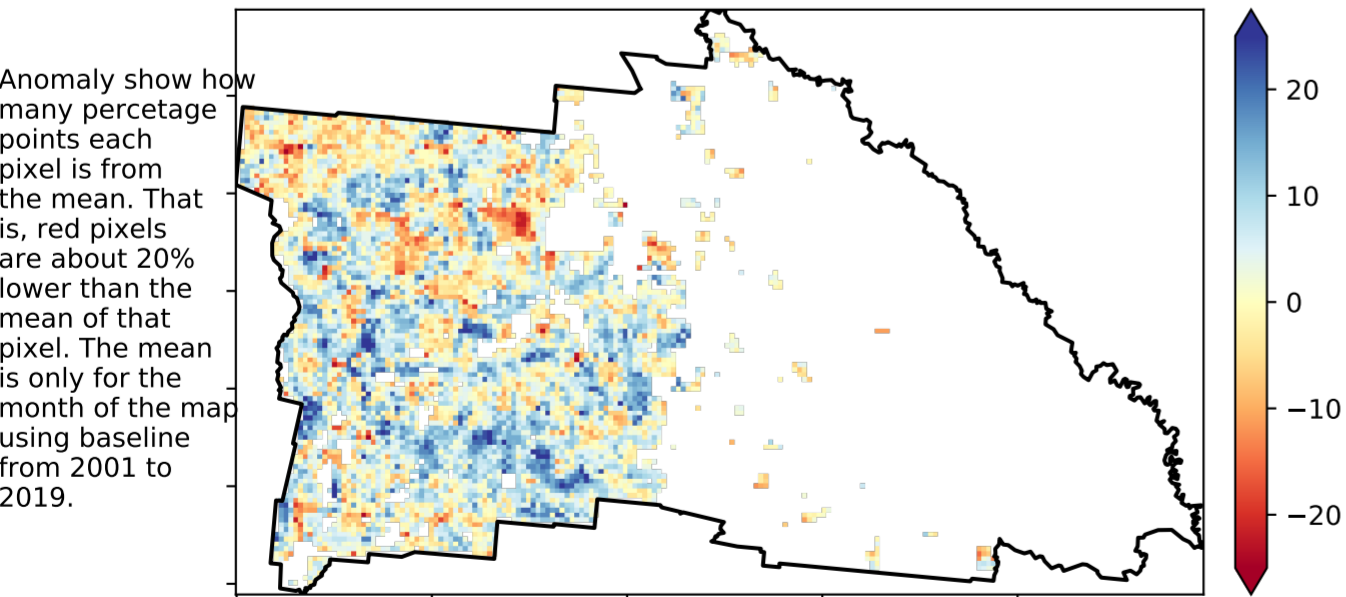 Anomaly show how
many percetage
points each
pixel is from
the mean. That
is, red pixels
are about 20%
lower than the
mean of that
pixel. The mean
is only for the
month of the map
using baseline
from 2001 to
2019.
20
10
0
−10
−20